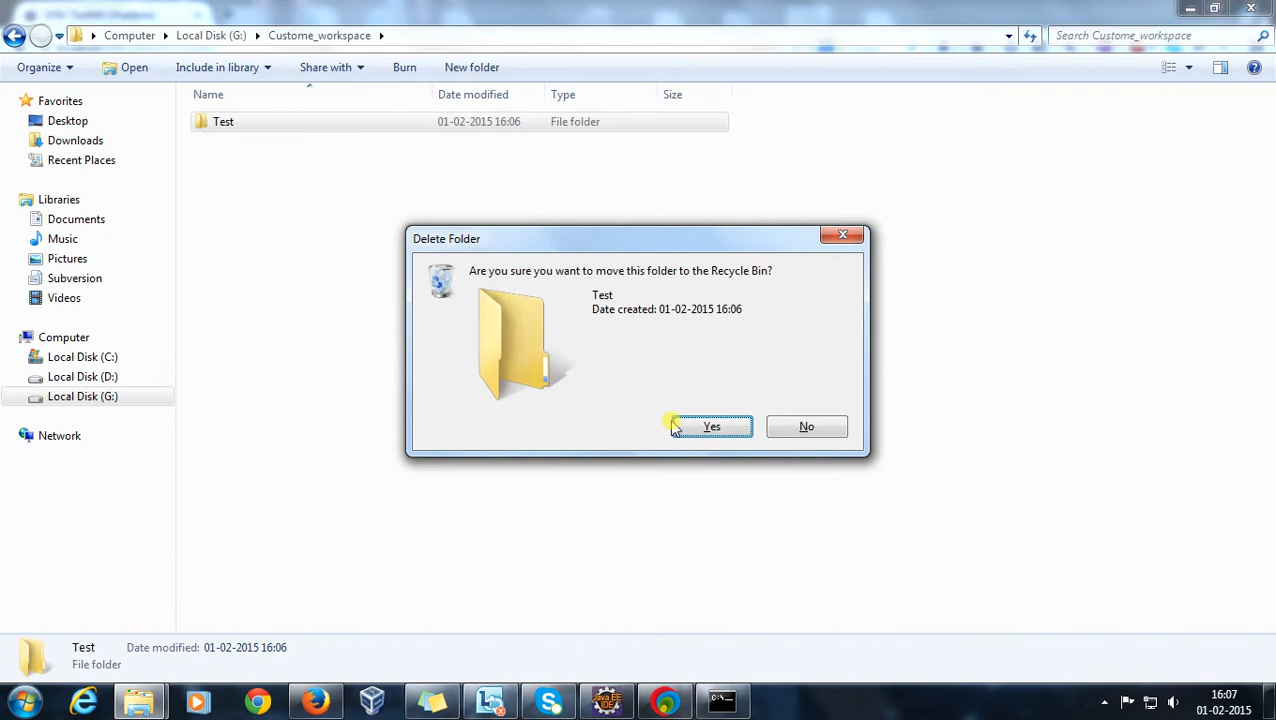 Computer Local Disk (G:) Custome_workspace Search Custome_workspace
Organize Open Include in library Share with Burn New folder
Name Date modified Type Size
Test 01-02-2015 16:06 File folder
Favorites
Desktop
Downloads
Recent Places
Libraries
Documents
Music
Pictures
Subversion
Videos
Computer
Local Disk (C:)
Local Disk (D:)
Local Disk (G:)
Network
Delete Folder
Are you sure you want to move this folder to the Recycle Bin?
Test
Date created: 01-02-2015 16:06
Yes No
Test Date modified: 01-02-2015 16:06
File folder
Java EE
IDE
C:\
16:07
01-02-2015